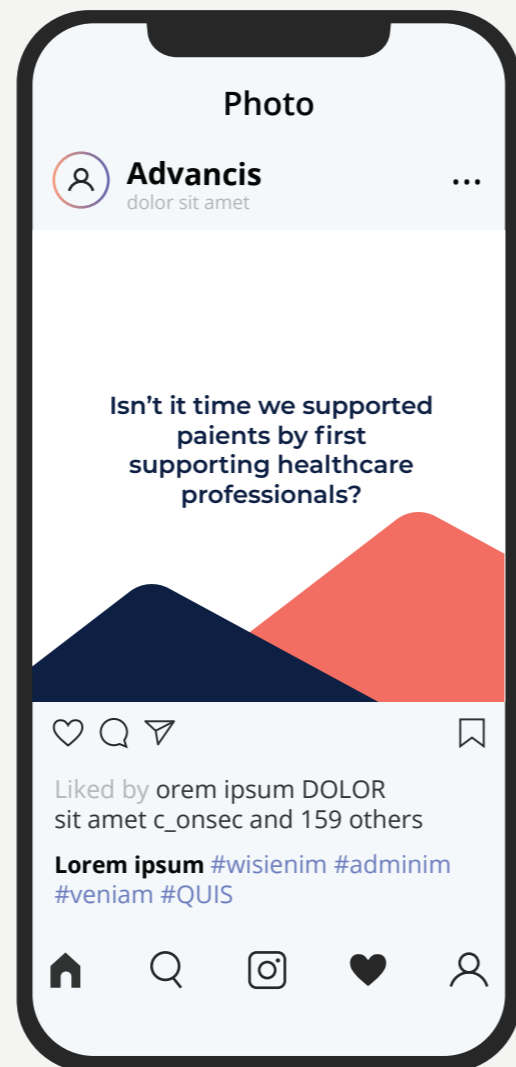 Photo
Advancis
dolor sit amet
Isn’t it time we supported
paients by first
supporting healthcare
professionals?
Liked by orem ipsum DOLOR
sit amet c_onsec and 159 others
Lorem ipsum #wisienim #adminim
#veniam #QUIS